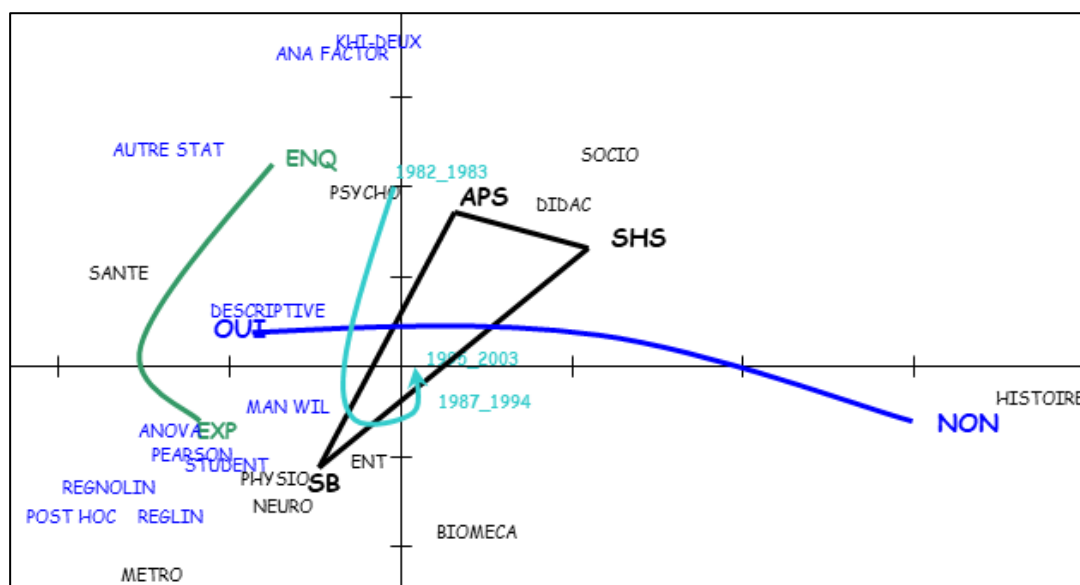 KHI-DEUX
ANA FACTOR
AUTRE STAT
ENQ
SOCIO
1982_1983
PSYCHO
APS
DIDAC
SHS
SANTE
DESCRIPTIVE
OUI
1995_2003
HISTOIRE
1987_1994
MAN WIL
NON
ANOVA
EXP
PEARSON
STUDENT
ENT
PHYSIO
SB
REGNOLIN
NEURO
POST HOC
REGLIN
BIOMECA
METRO